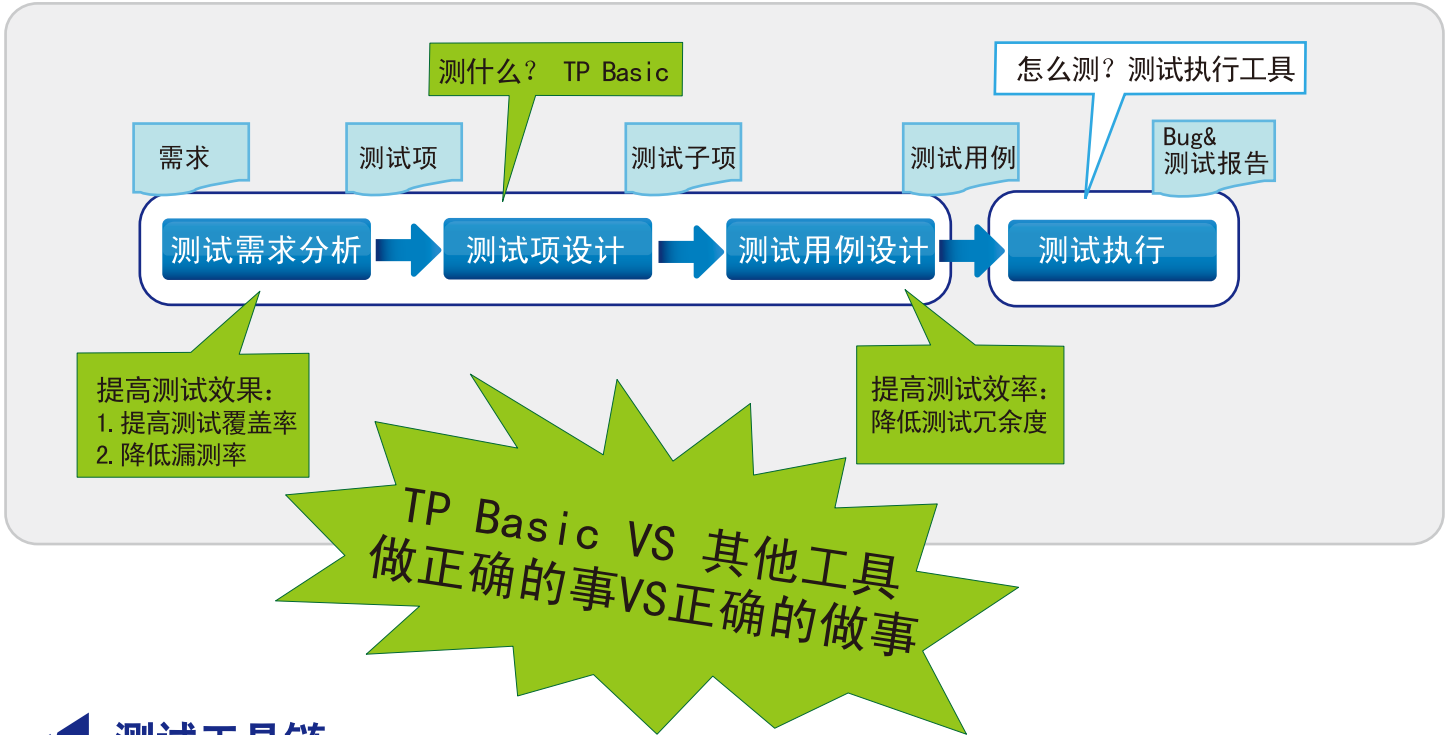 测什么? TP Basic
怎么测? 测试执行工具
需求
测试项
测试子项
测试用例
Bug&
测试报告
测试需求分析
测试项设计
测试用例设计
测试执行
提高测试效果:
1.提高测试覆盖率
2.降低漏测率
提高测试效率:
降低测试冗余度
TP Basic VS 其他工具
做正确的事VS正确的做事
测试工具链